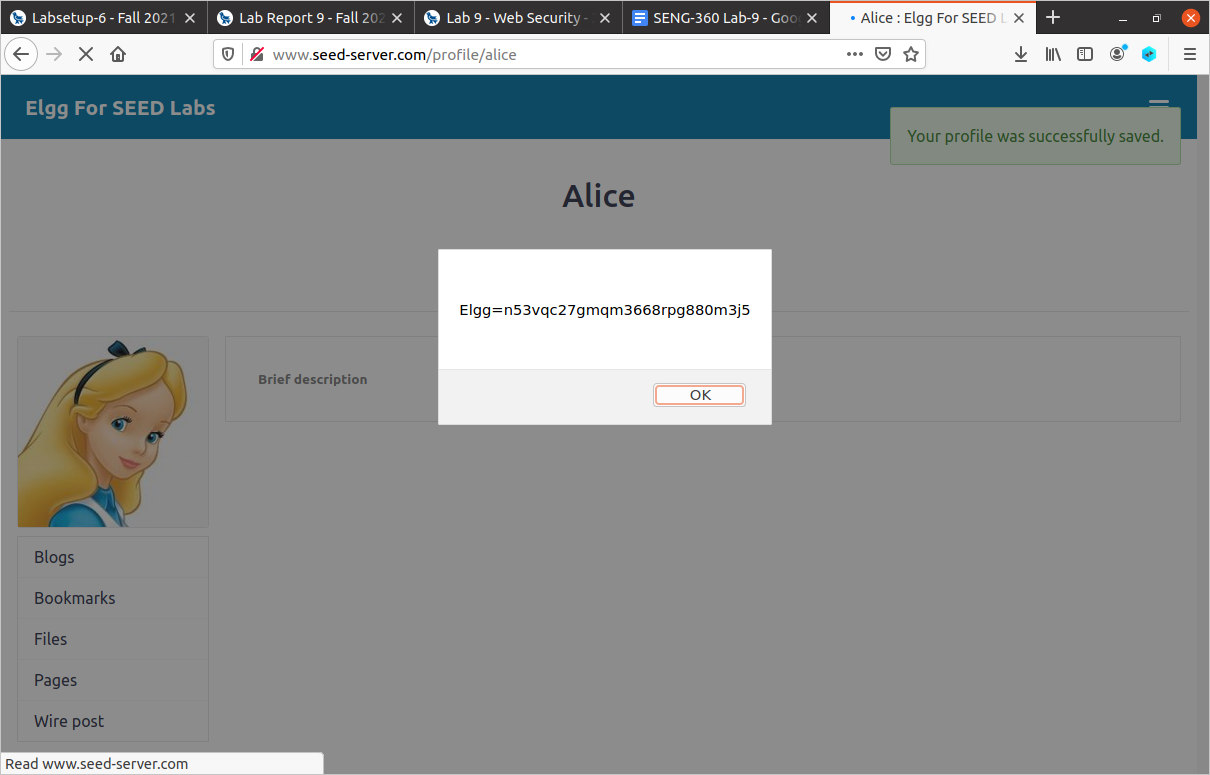 Labsetup-6 - Fall 2021
Lab Report 9 - Fall 202
Lab 9 - Web Security -
SENG-360 Lab-9 - Goo
Alice : Elgg For SEED L
www.seed-server.com/profile/alice
Elgg For SEED Labs
Your profile was successfully saved.
Alice
Elgg=n53vqc27gmqm3668rpg880m3j5
OK
Brief description
Blogs
Bookmarks
Files
Pages
Wire post
Read www.seed-server.com